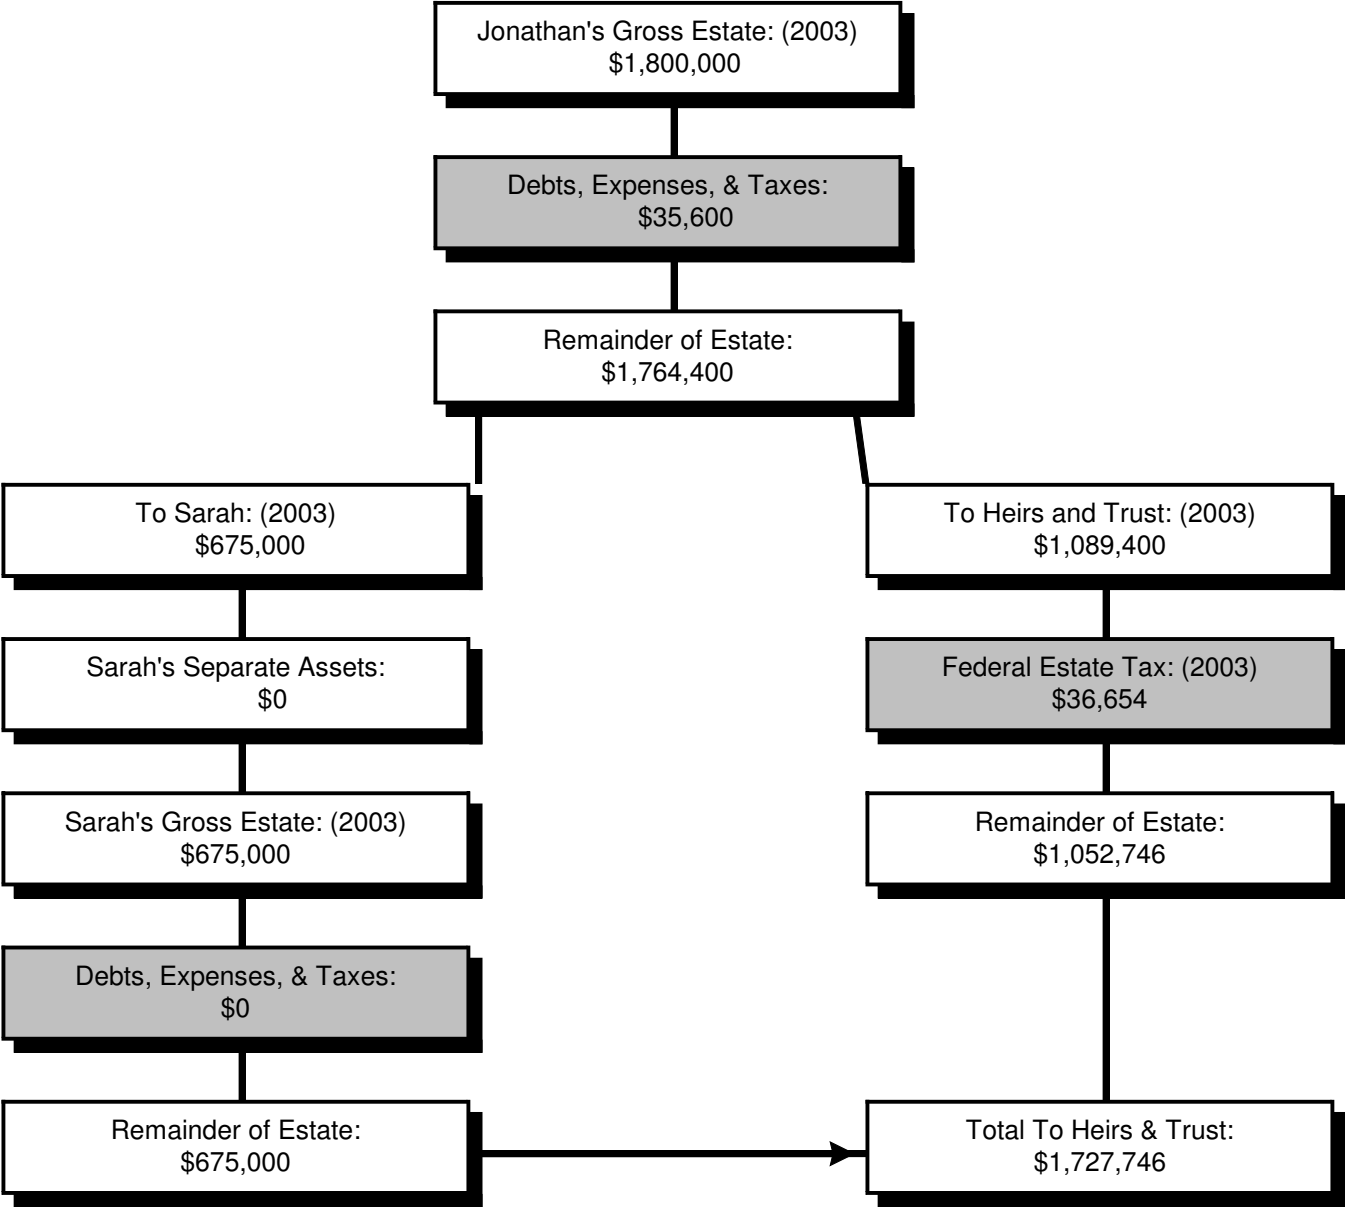 Jonathan's Gross Estate: (2003)
$1,800,000
Debts, Expenses, & Taxes:
$35,600
Remainder of Estate:
$1,764,400
To Sarah: (2003)
$675,000
To Heirs and Trust: (2003)
$1,089,400
Sarah's Separate Assets:
$0
Federal Estate Tax: (2003)
$36,654
Sarah's Gross Estate: (2003)
$675,000
Remainder of Estate:
$1,052,746
Debts, Expenses, & Taxes:
$0
Remainder of Estate:
$675,000
Total To Heirs & Trust:
$1,727,746